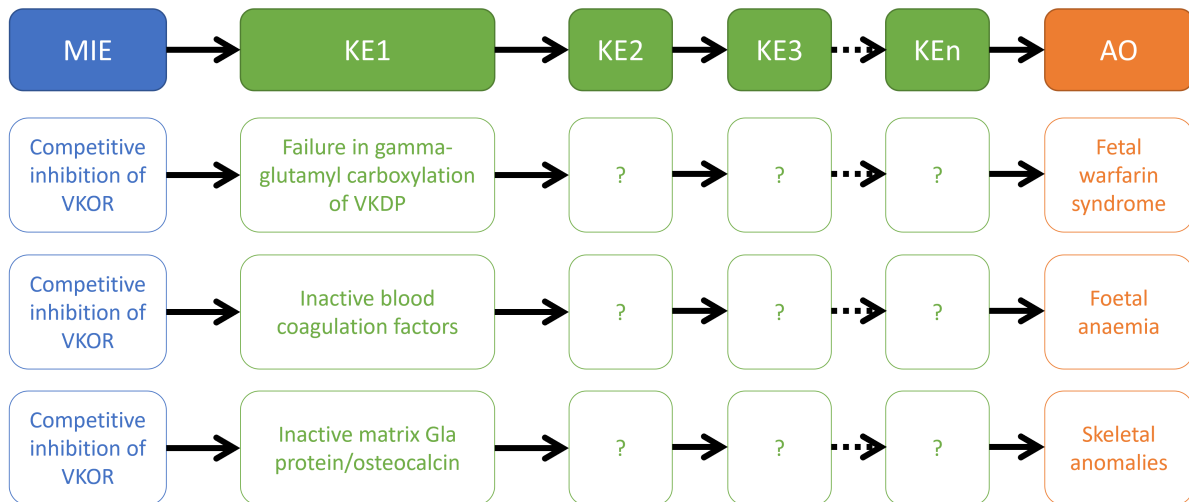 MIE
KE1
KE2
KE3
KEn
AO
Competitive
inhibition of
VKOR
Failure in gamma-
glutamyl carboxylation
of VKDP
?
?
?
Fetal
warfarin
syndrome
Competitive
inhibition of
VKOR
Inactive blood
coagulation factors
?
?
?
Foetal
anaemia
Competitive
inhibition of
VKOR
Inactive matrix Gla
protein/osteocalcin
?
?
?
Skeletal
anomalies